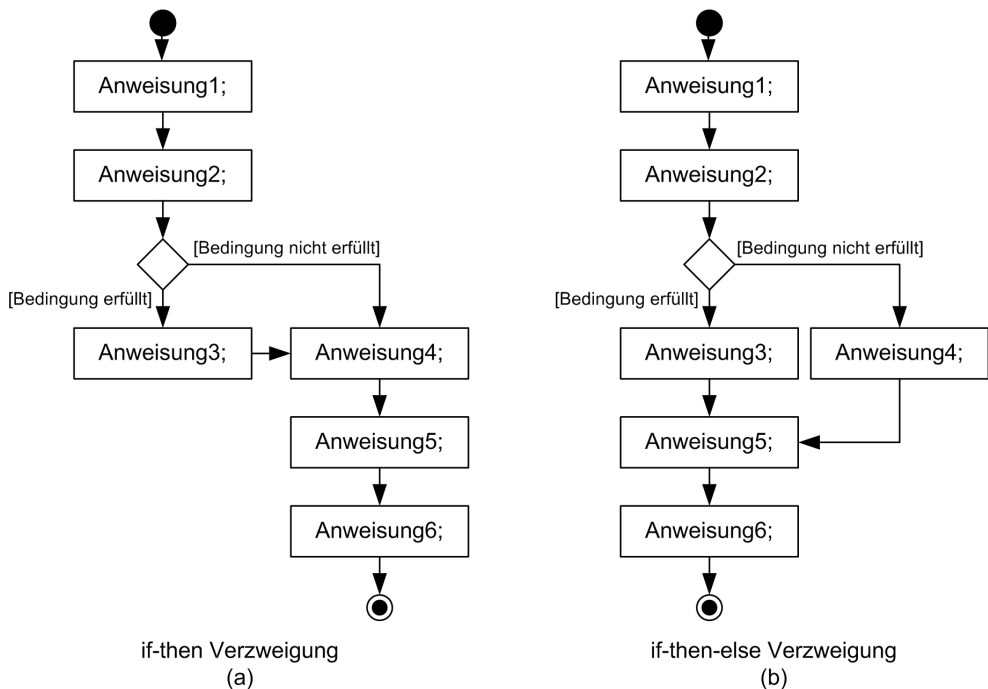 Anweisung1;
Anweisung2;
[Bedingung nicht erfüllt]
[Bedingung erfüllt]
Anweisung3;
Anweisung4;
Anweisung5;
Anweisung6;
if-then Verzweigung
(a)
Anweisung1;
Anweisung2;
[Bedingung nicht erfüllt]
[Bedingung erfüllt]
Anweisung3;
Anweisung4;
Anweisung5;
Anweisung6;
if-then-else Verzweigung
(b)